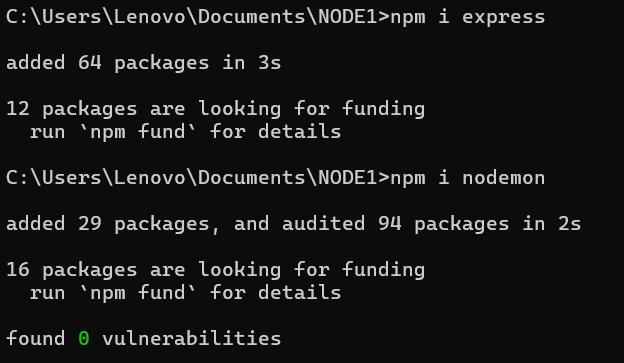 C:\Users\Lenovo\Documents\NODE1>npm i express
added 64 packages in 3s
12 packages are looking for funding
  run `npm fund` for details
C:\Users\Lenovo\Documents\NODE1>npm i nodemon
added 29 packages, and audited 94 packages in 2s
16 packages are looking for funding
  run `npm fund` for details
found 0 vulnerabilities